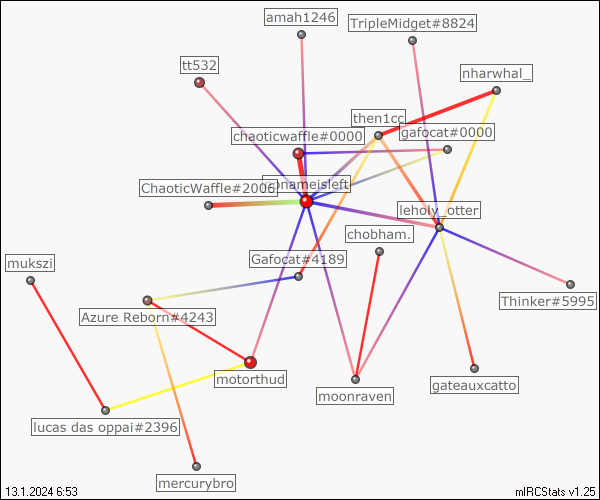 amah1246
TripleMidget#8824
tt532
nharwhal_
then1cc
chaoticwaffle#0000
gafocat#0000
ChaoticWaffle#2006
nonameisleft
leholy_otter
chobham.
Gafocat#4189
mukszi
Thinker#5995
Azure Reborn#4243
motorthud
moonraven
gateauxcatto
lucas das oppai#2396
mercurybro
13.1.2024 6:53
mIRCStats v1.25